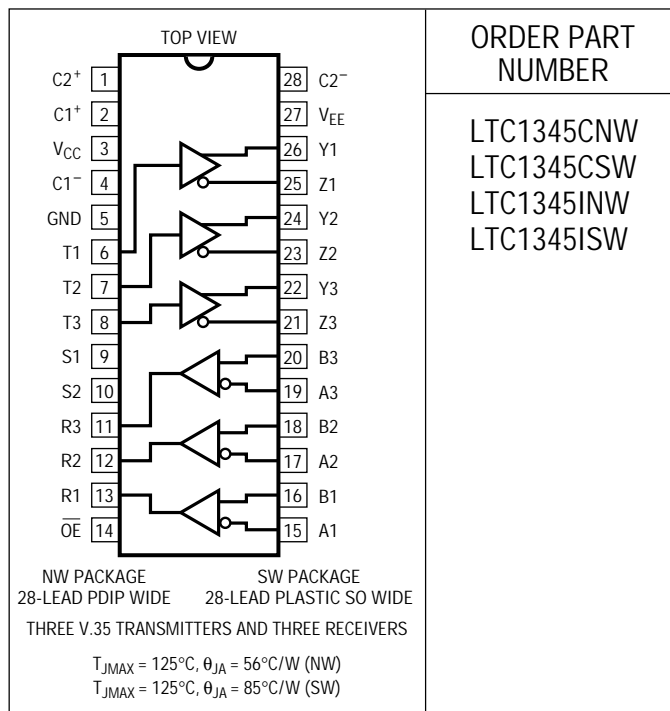 TOP VIEW
C2+ 1 28 C2−
C1+ 2 27 VEE
VCC 3 26 Y1
C1− 4 25 Z1
GND 5 24 Y2
T1 6 23 Z2
T2 7 22 Y3
T3 8 21 Z3
S1 9 20 B3
S2 10 19 A3
R3 11 18 B2
R2 12 17 A2
R1 13 16 B1
O̅E̅ 14 15 A1
NW PACKAGE
28-LEAD PDIP WIDE
SW PACKAGE
28-LEAD PLASTIC SO WIDE
THREE V.35 TRANSMITTERS AND THREE RECEIVERS
TJMAX = 125°C, θJA = 56°C/W (NW)
TJMAX = 125°C, θJA = 85°C/W (SW)
ORDER PART
NUMBER
LTC1345CNW
LTC1345CSW
LTC1345INW
LTC1345ISW